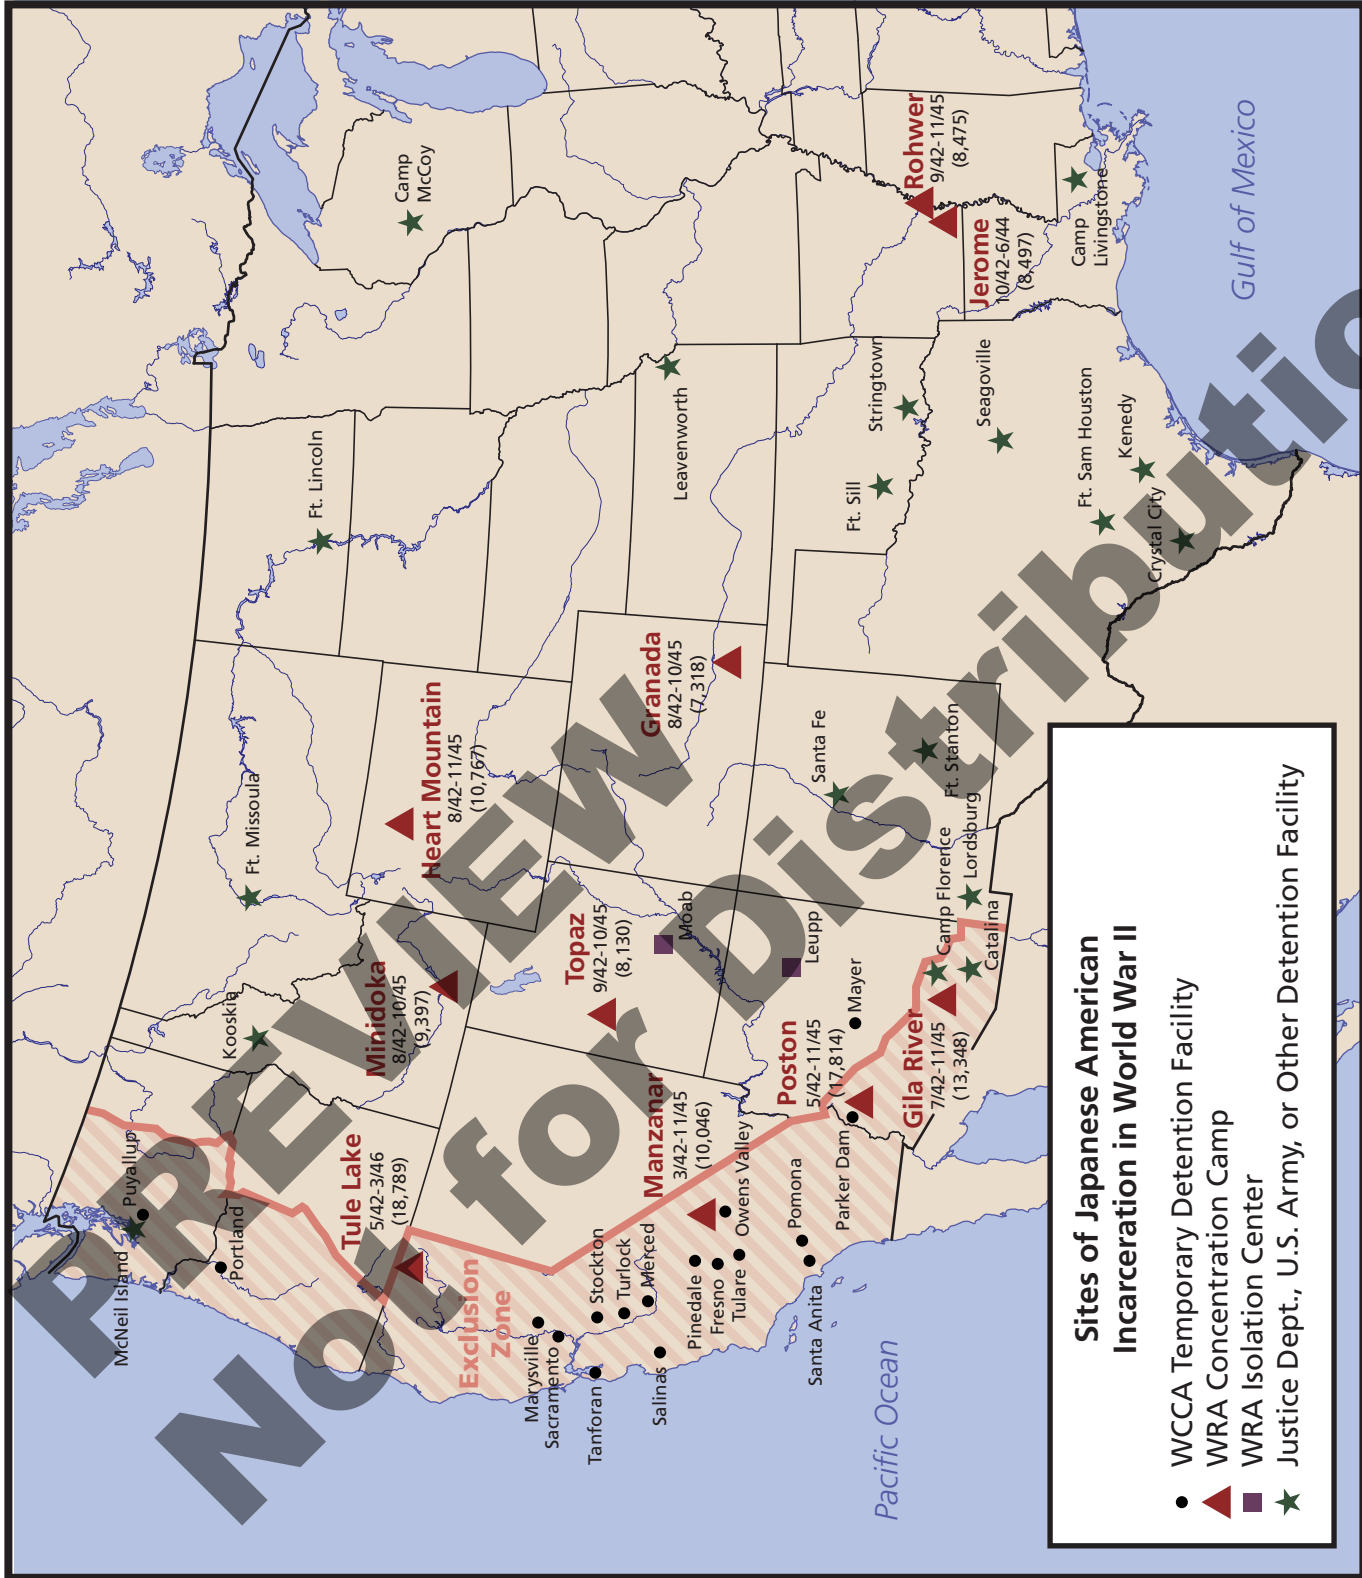 Sites of Japanese American
Incarceration in World War II
WCCA Temporary Detention Facility
WRA Concentration Camp
WRA Isolation Center
Justice Dept., U.S. Army, or Other Detention Facility
PREVIEW
Not for Distributio
McNeil Island
Puyallup
Portland
Kooskia
Ft. Missoula
Ft. Lincoln
Camp
McCoy
Tule Lake
5/42-3/46
(18,789)
Minidoka
8/42-10/45
(9,397)
Heart Mountain
8/42-11/45
(10,767)
Exclusion
Zone
Marysville
Sacramento
Tanforan
Stockton
Turlock
Merced
Salinas
Pinedale
Fresno
Tulare
Owens Valley
Manzanar
3/42-11/45
(10,046)
Topaz
9/42-10/45
(8,130)
Moab
Granada
8/42-10/45
(7,318)
Leavenworth
Santa Anita
Pomona
Parker Dam
Poston
5/42-11/45
(17,814)
Leupp
Mayer
Gila River
7/42-11/45
(13,348)
Camp Florence
Catalina
Lordsburg
Santa Fe
Ft. Stanton
Ft. Sill
Stringtown
Seagoville
Ft. Sam Houston
Kenedy
Crystal City
Rohwer
9/42-11/45
(8,475)
Jerome
10/42-6/44
(8,497)
Camp
Livingstone
Pacific Ocean
Gulf of Mexico